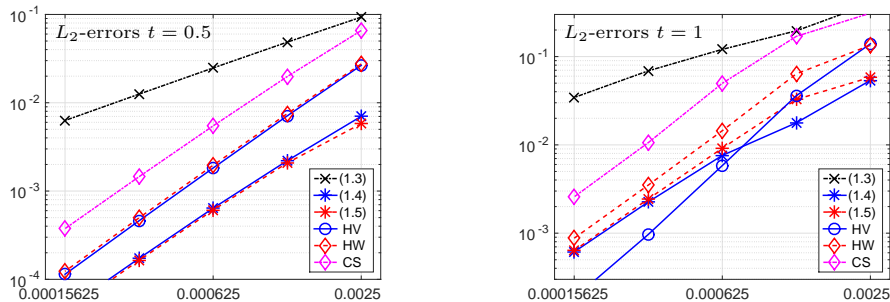 L₂-errors t = 0.5
10⁻¹
10⁻²
10⁻³
10⁻⁴
0.00015625
0.000625
0.0025
(1.3)
(1.4)
(1.5)
HV
HW
CS
L₂-errors t = 1
10⁻¹
10⁻²
10⁻³
0.00015625
0.000625
0.0025
(1.3)
(1.4)
(1.5)
HV
HW
CS